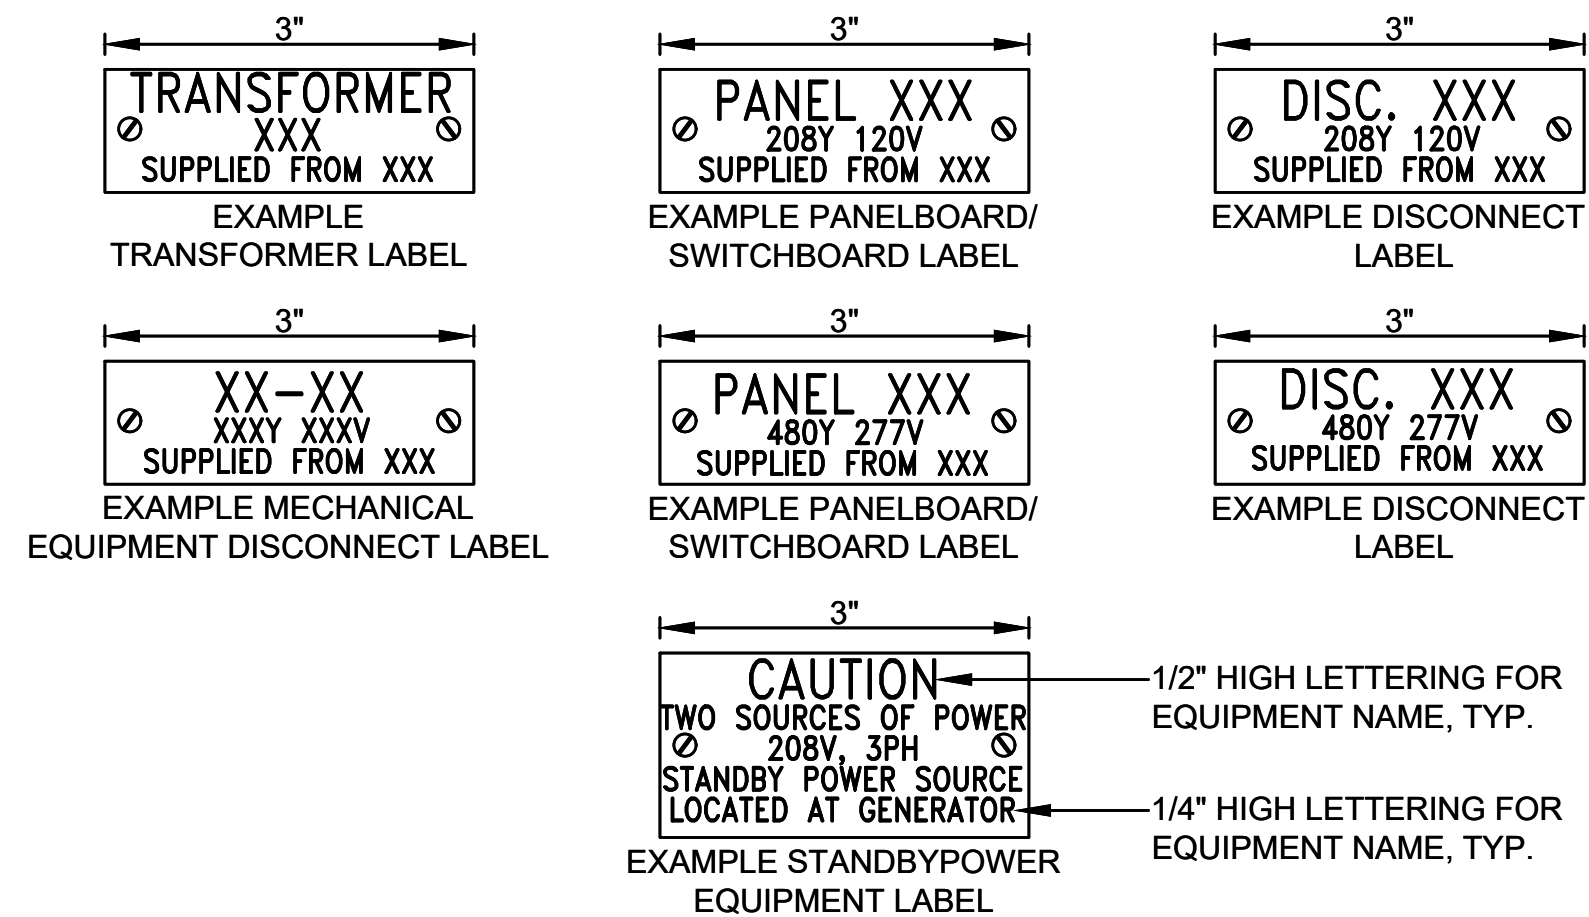 3"
TRANSFORMER
XXX
SUPPLIED FROM XXX
EXAMPLE
TRANSFORMER LABEL
3"
PANEL XXX
208Y 120V
SUPPLIED FROM XXX
EXAMPLE PANELBOARD/
SWITCHBOARD LABEL
3"
DISC. XXX
208Y 120V
SUPPLIED FROM XXX
EXAMPLE DISCONNECT
LABEL
3"
XX-XX
XXXY XXXV
SUPPLIED FROM XXX
EXAMPLE MECHANICAL
EQUIPMENT DISCONNECT LABEL
3"
PANEL XXX
480Y 277V
SUPPLIED FROM XXX
EXAMPLE PANELBOARD/
SWITCHBOARD LABEL
3"
DISC. XXX
480Y 277V
SUPPLIED FROM XXX
EXAMPLE DISCONNECT
LABEL
3"
CAUTION
TWO SOURCES OF POWER
208V, 3PH
STANDBY POWER SOURCE
LOCATED AT GENERATOR
EXAMPLE STANDBYPOWER
EQUIPMENT LABEL
1/2" HIGH LETTERING FOR
EQUIPMENT NAME, TYP.
1/4" HIGH LETTERING FOR
EQUIPMENT NAME, TYP.